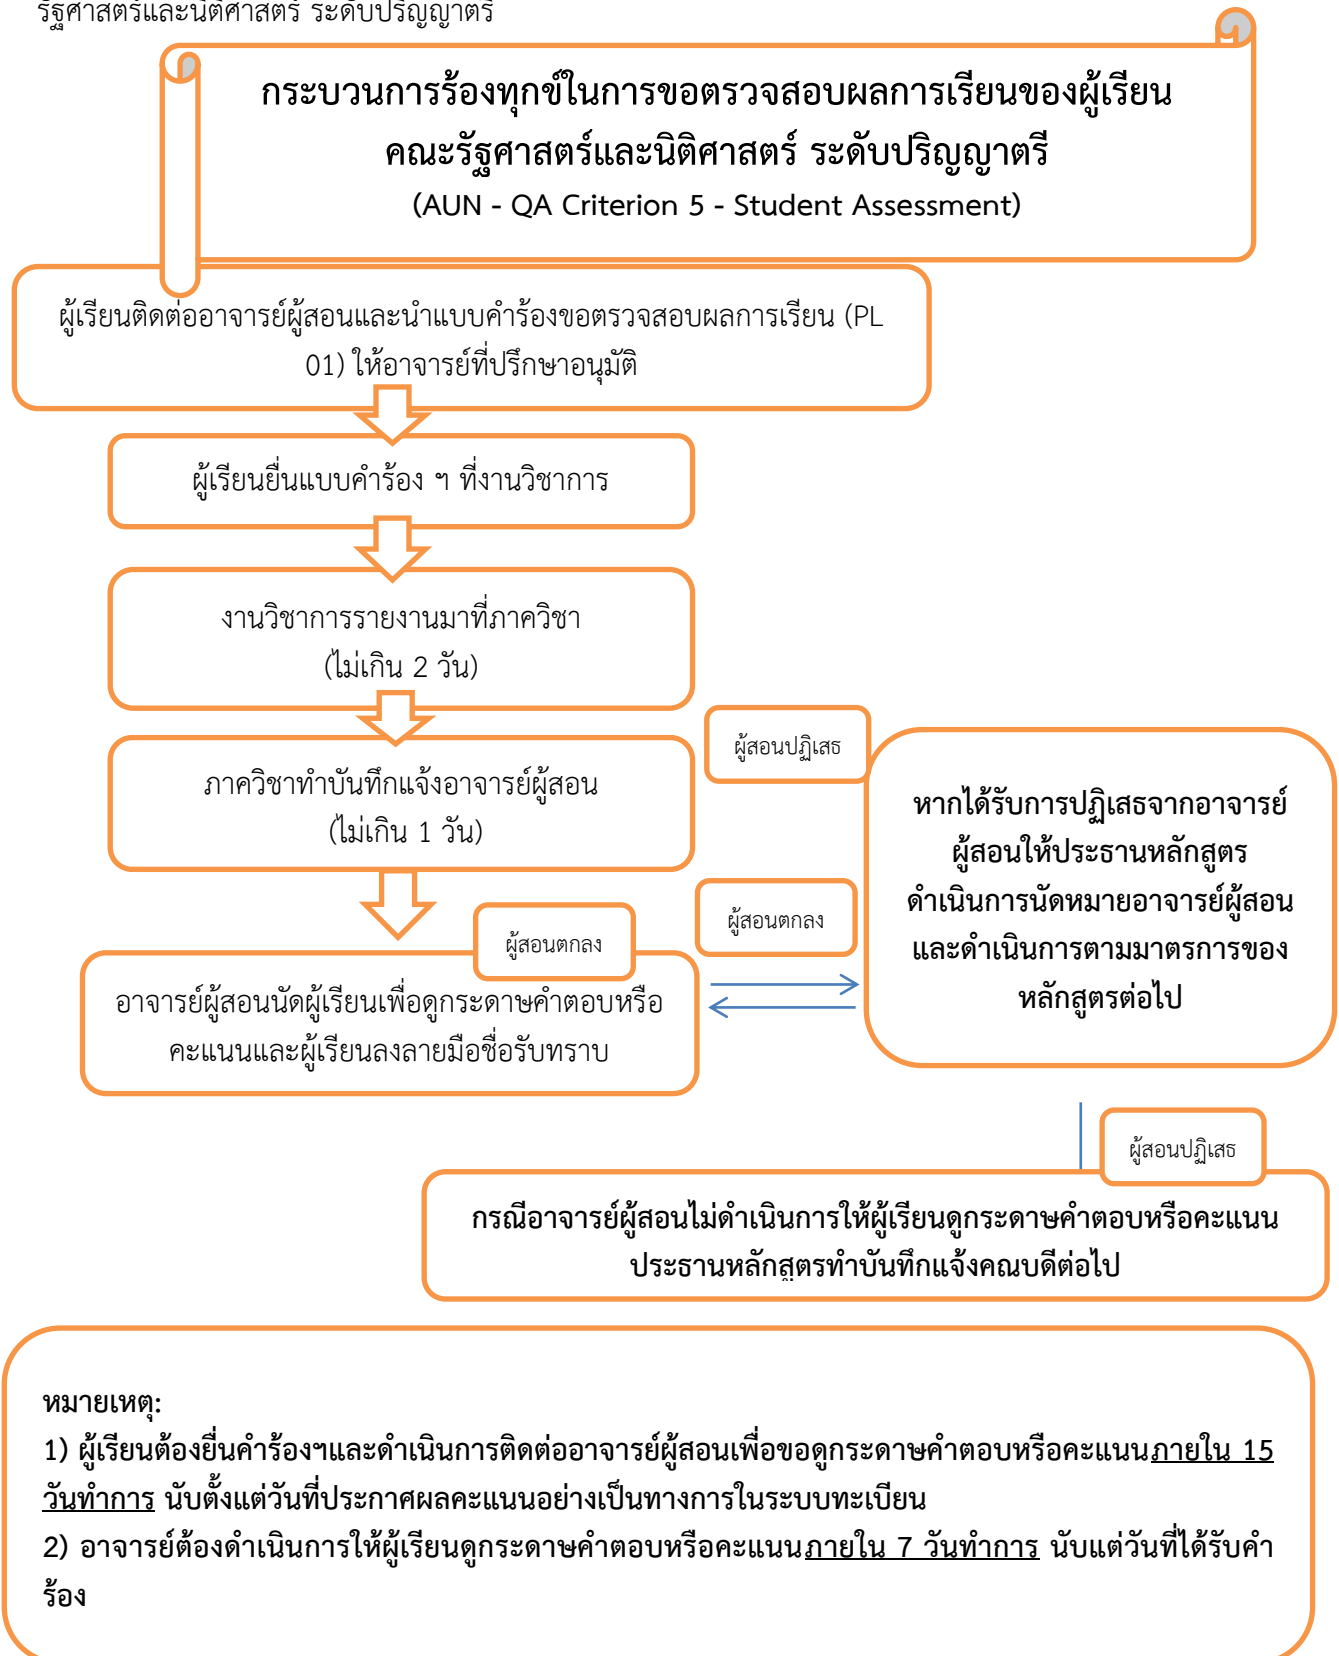 รัฐศาสตร์และนิติศาสตร์ ระดับปริญญาตรี
กระบวนการร้องทุกข์ในการขอตรวจสอบผลการเรียนของผู้เรียน
คณะรัฐศาสตร์และนิติศาสตร์ ระดับปริญญาตรี
(AUN - QA Criterion 5 - Student Assessment)
ผู้เรียนติดต่ออาจารย์ผู้สอนและนำแบบคำร้องขอตรวจสอบผลการเรียน (PL
01) ให้อาจารย์ที่ปรึกษาอนุมัติ
ผู้เรียนยื่นแบบคำร้อง ฯ ที่งานวิชาการ
งานวิชาการรายงานมาที่ภาควิชา
(ไม่เกิน 2 วัน)
ภาควิชาทำบันทึกแจ้งอาจารย์ผู้สอน
(ไม่เกิน 1 วัน)
ผู้สอนตกลง
อาจารย์ผู้สอนนัดผู้เรียนเพื่อดูกระดาษคำตอบหรือ
คะแนนและผู้เรียนลงลายมือชื่อรับทราบ
ผู้สอนปฏิเสธ
ผู้สอนตกลง
หากได้รับการปฏิเสธจากอาจารย์
ผู้สอนให้ประธานหลักสูตร
ดำเนินการนัดหมายอาจารย์ผู้สอน
และดำเนินการตามมาตรการของ
หลักสูตรต่อไป
ผู้สอนปฏิเสธ
กรณีอาจารย์ผู้สอนไม่ดำเนินการให้ผู้เรียนดูกระดาษคำตอบหรือคะแนน
ประธานหลักสูตรทำบันทึกแจ้งคณบดีต่อไป
หมายเหตุ:
1) ผู้เรียนต้องยื่นคำร้องฯและดำเนินการติดต่ออาจารย์ผู้สอนเพื่อขอดูกระดาษคำตอบหรือคะแนนภายใน 15
วันทำการ นับตั้งแต่วันที่ประกาศผลคะแนนอย่างเป็นทางการในระบบทะเบียน
2) อาจารย์ต้องดำเนินการให้ผู้เรียนดูกระดาษคำตอบหรือคะแนนภายใน 7 วันทำการ นับแต่วันที่ได้รับคำ
ร้อง